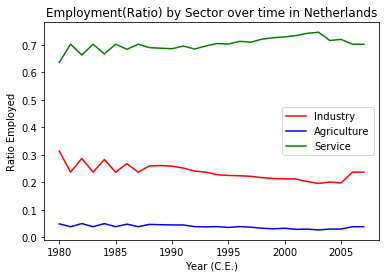 Employment(Ratio) by Sector over time in Netherlands
0.7
0.6
0.5
0.4
0.3
0.2
0.1
0.0
Ratio Employed
Industry
Agriculture
Service
1980 1985 1990 1995 2000 2005
Year (C.E.)